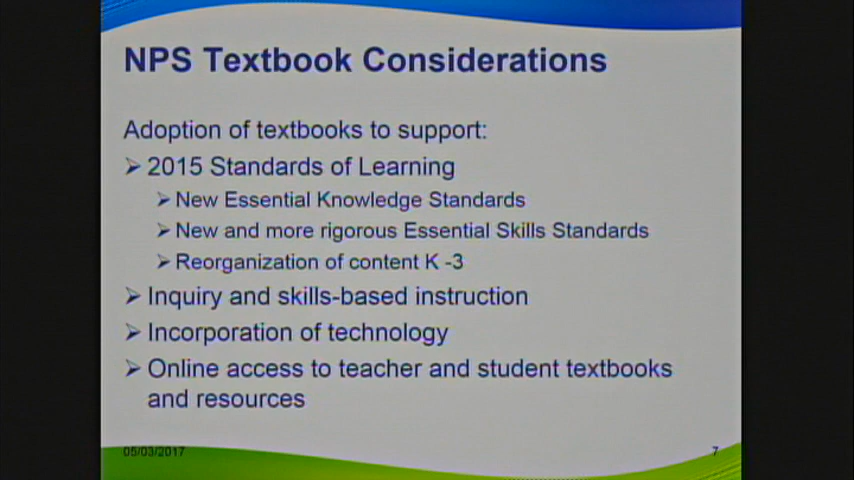 NPS Textbook Considerations
Adoption of textbooks to support:
➢ 2015 Standards of Learning
➢ New Essential Knowledge Standards
➢ New and more rigorous Essential Skills Standards
➢ Reorganization of content K -3
➢ Inquiry and skills-based instruction
➢ Incorporation of technology
➢ Online access to teacher and student textbooks
and resources
05/03/2017
7